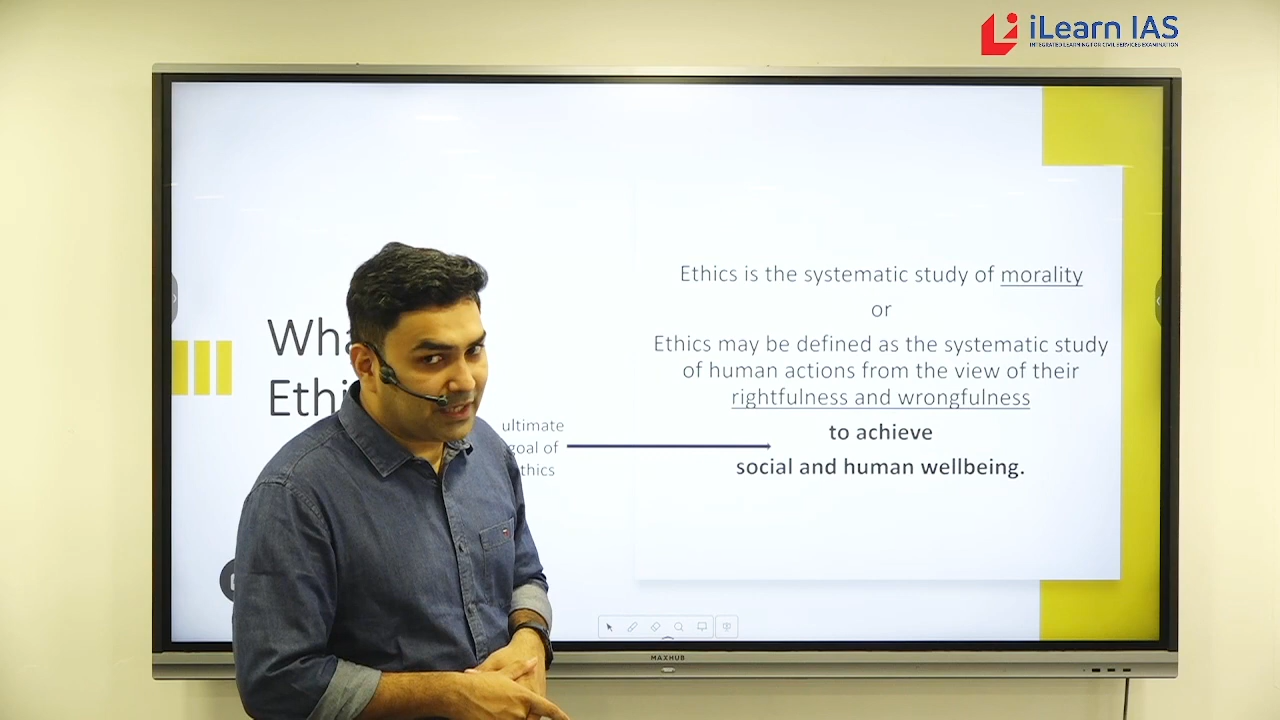 iLearn IAS
INTEGRATED LEARNING FOR CIVIL SERVICES EXAMINATION
Wha
Ethi
ultimate
goal of
thics
Ethics is the systematic study of morality
or
Ethics may be defined as the systematic study
of human actions from the view of their
rightfulness and wrongfulness
to achieve
social and human wellbeing.
MAXHUB